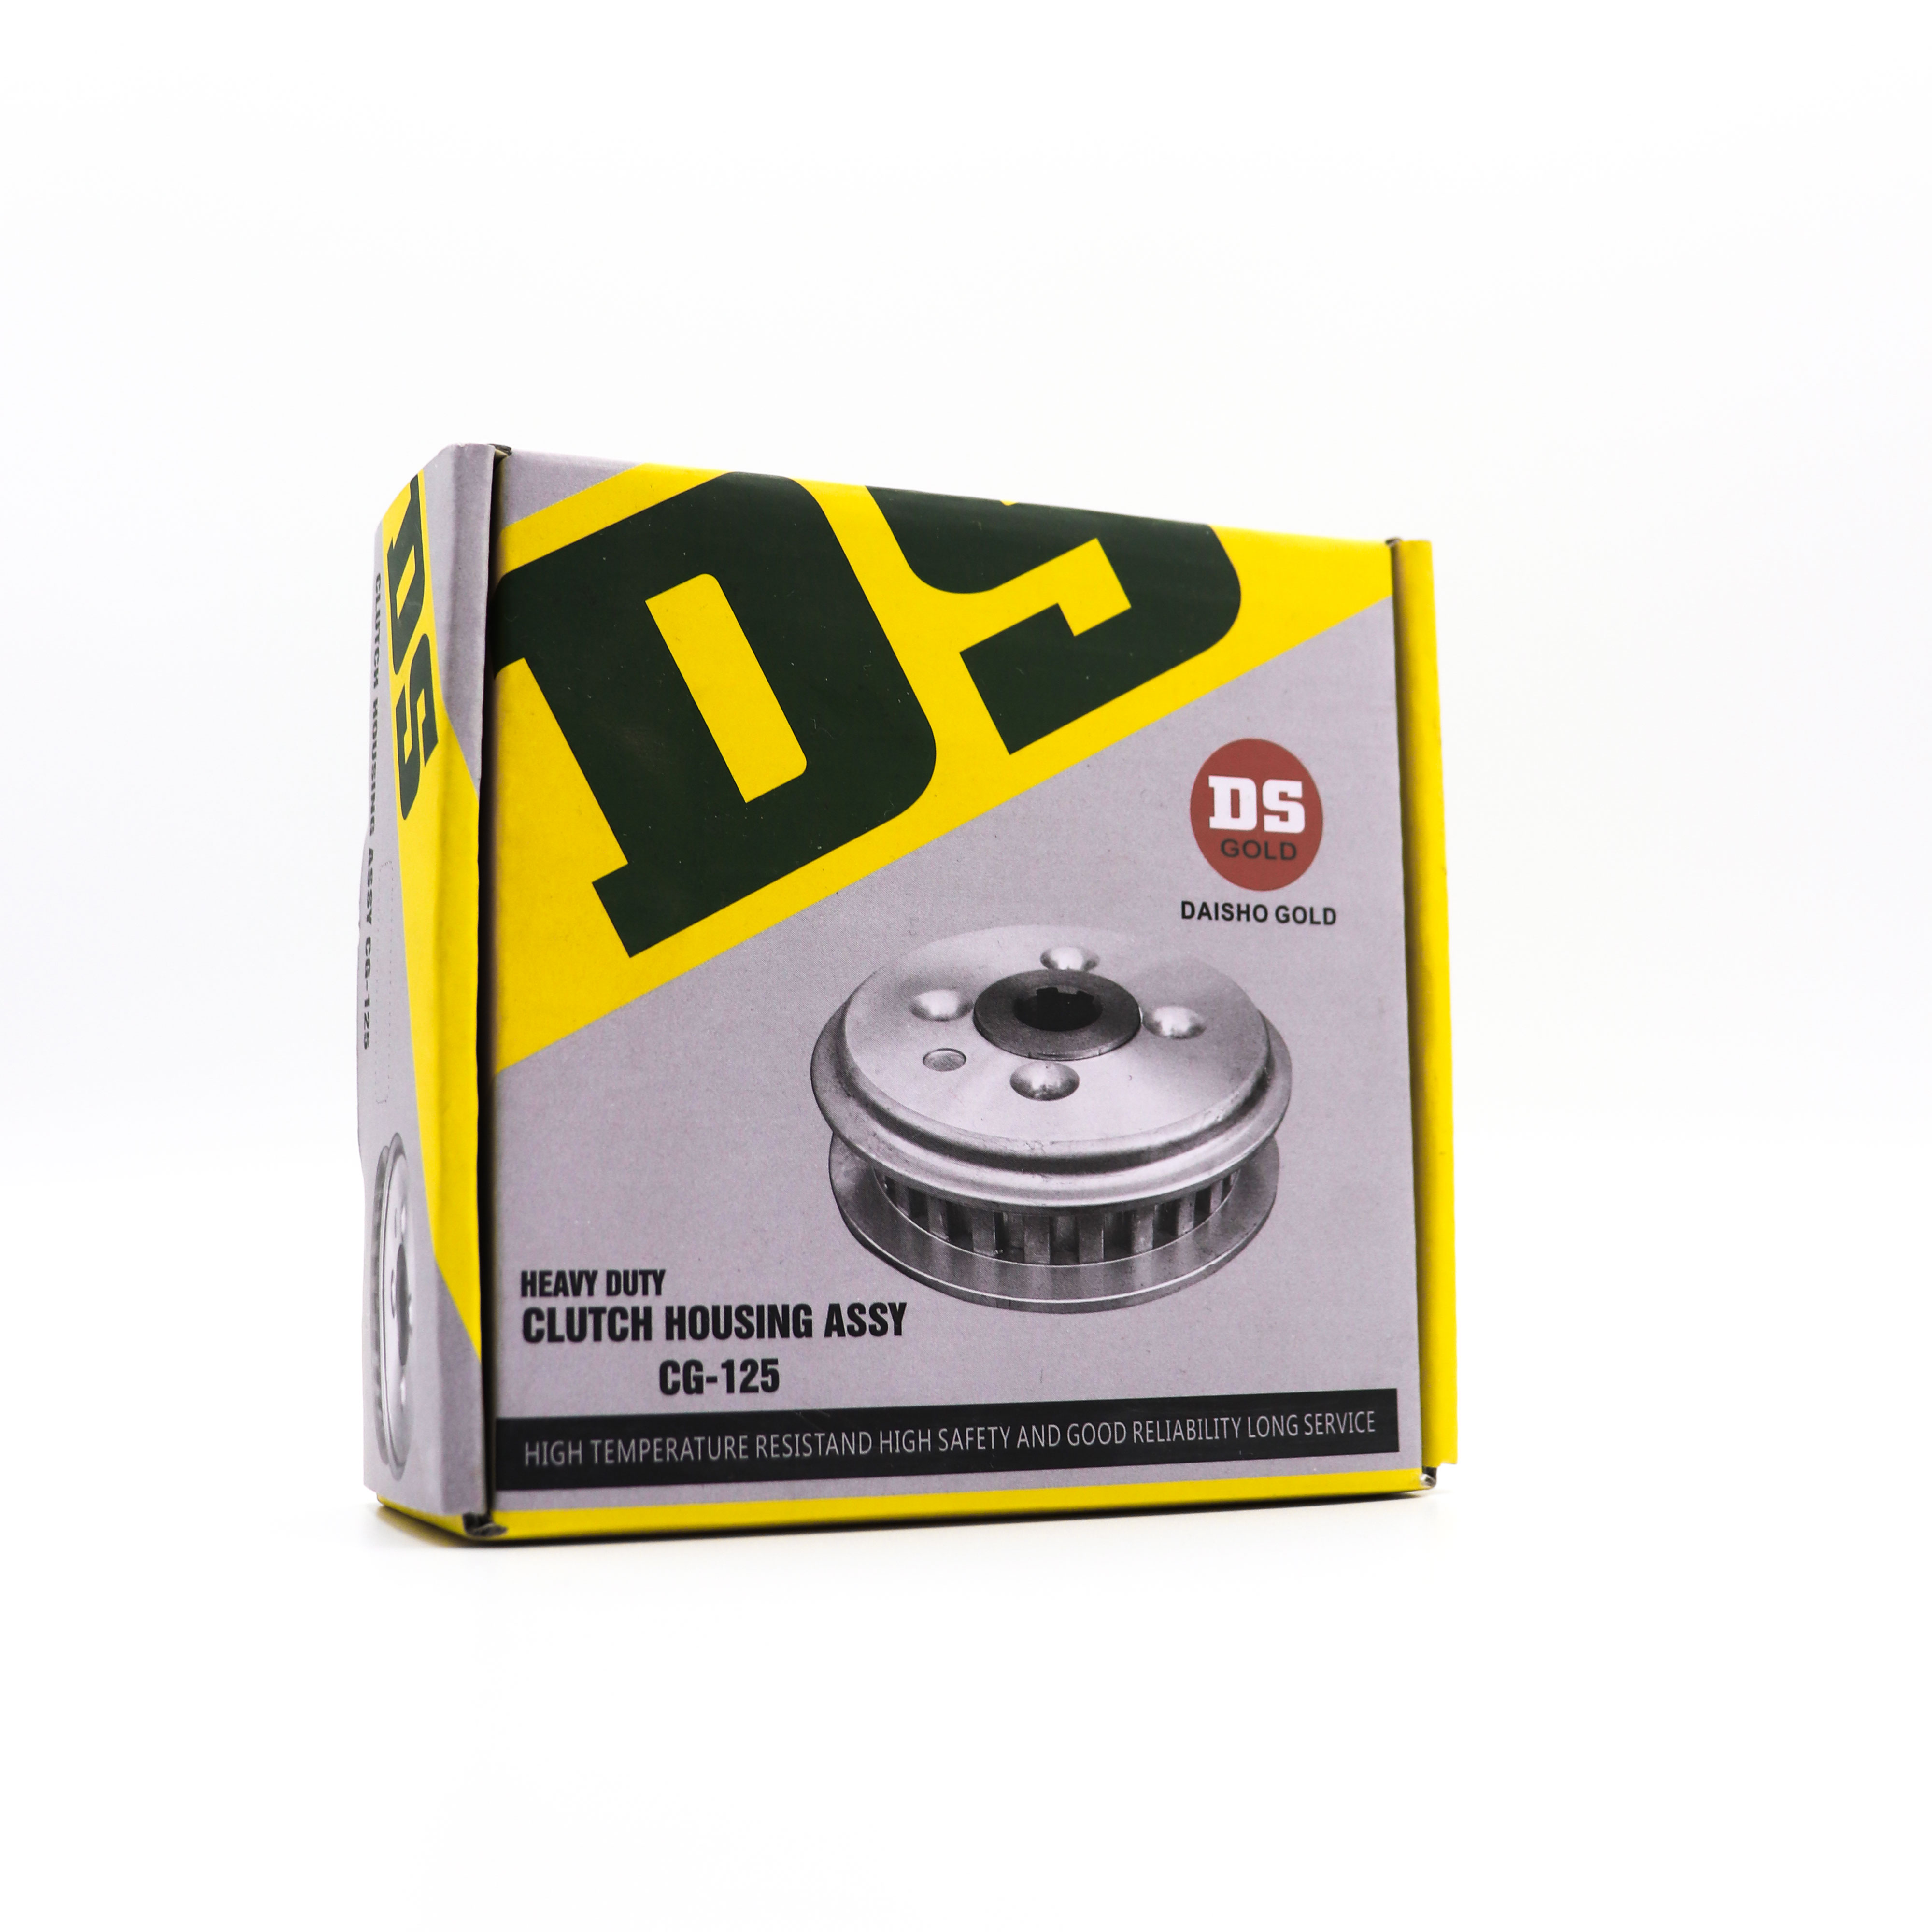 DS
DS
GOLD
DAISHO GOLD
HEAVY DUTY
CLUTCH HOUSING ASSY
CG-125
HIGH TEMPERATURE RESISTAND HIGH SAFETY AND GOOD RELIABILITY LONG SERVICE
DS
CLUTCH HOUSING ASSY CG-125